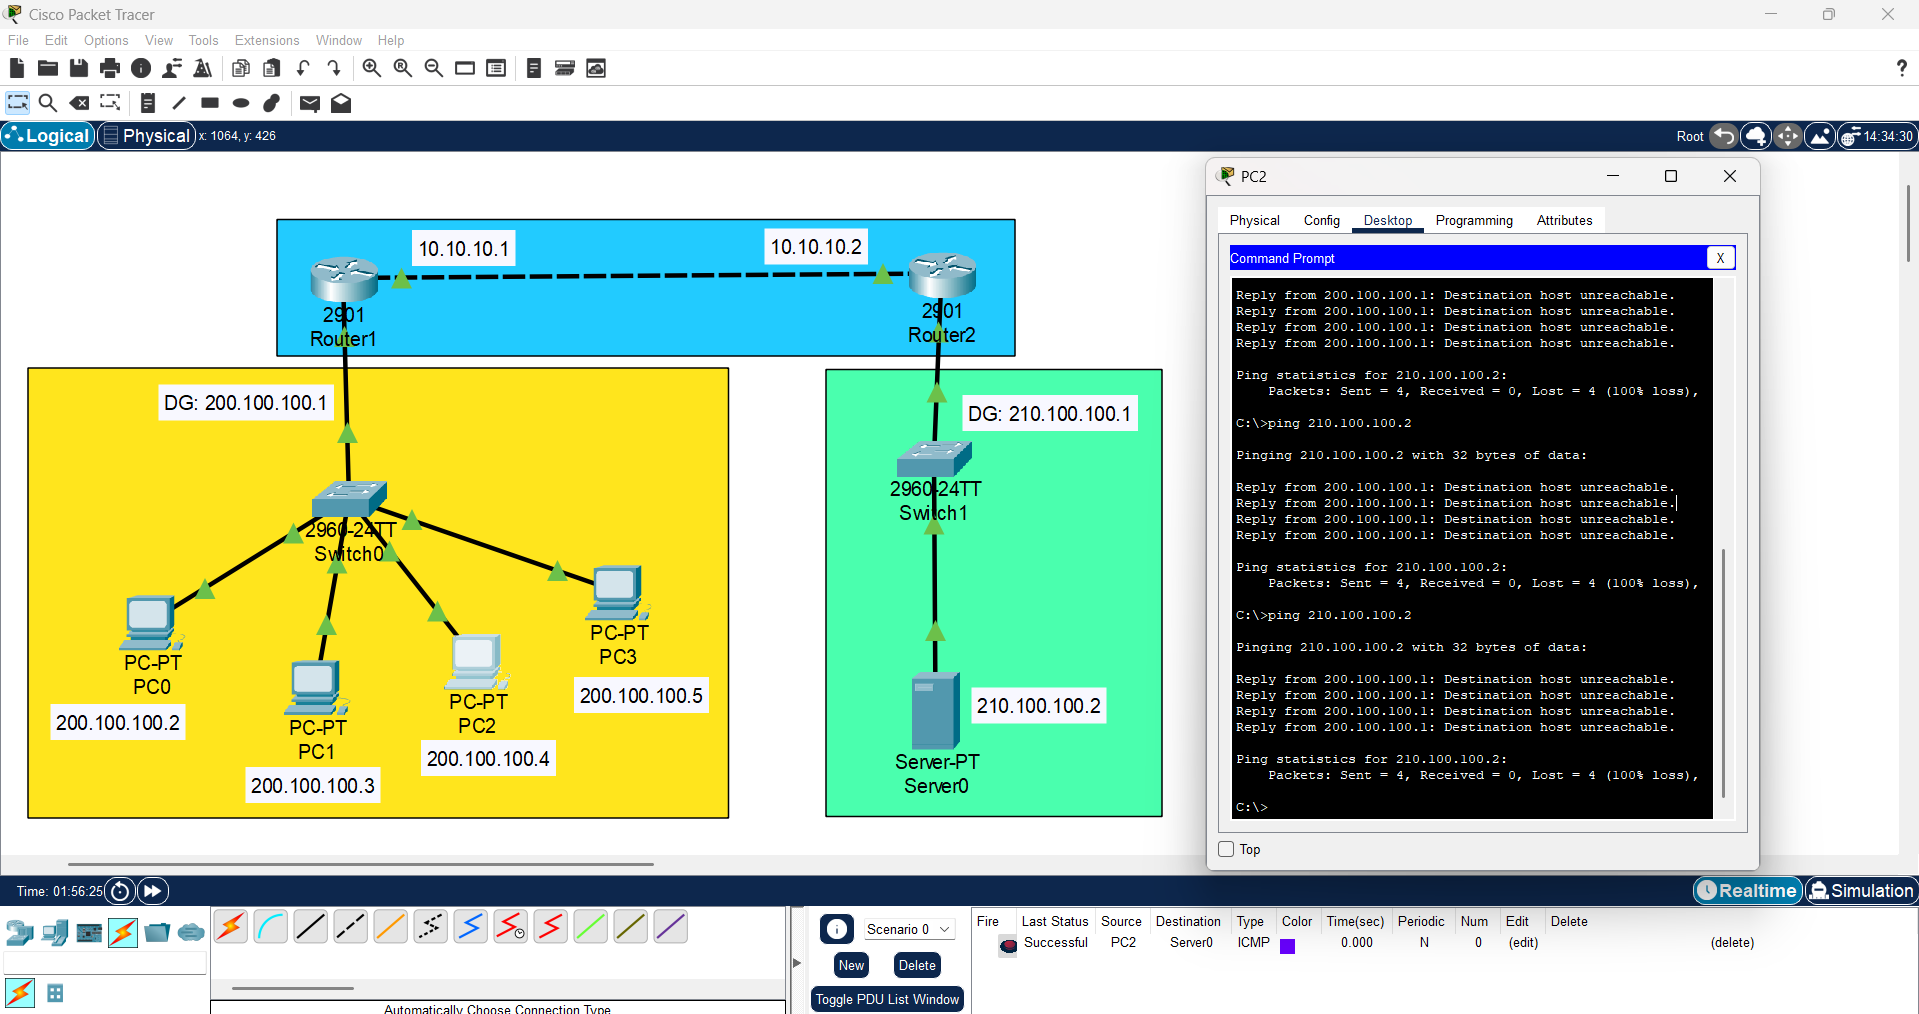 Cisco Packet Tracer
File Edit Options View Tools Extensions Window Help
Logical Physical x: 1064, y: 426
Root 14:34:30
10.10.10.1
10.10.10.2
2901
Router1
2901
Router2
DG: 200.100.100.1
DG: 210.100.100.1
2960-24TT
Switch0
2960-24TT
Switch1
PC-PT
PC0
200.100.100.2
PC-PT
PC1
200.100.100.3
PC-PT
PC2
200.100.100.4
PC-PT
PC3
200.100.100.5
210.100.100.2
Server-PT
Server0
PC2
Physical Config Desktop Programming Attributes
Command Prompt X
Reply from 200.100.100.1: Destination host unreachable.
Reply from 200.100.100.1: Destination host unreachable.
Reply from 200.100.100.1: Destination host unreachable.
Reply from 200.100.100.1: Destination host unreachable.
Ping statistics for 210.100.100.2:
Packets: Sent = 4, Received = 0, Lost = 4 (100% loss),
C:\>ping 210.100.100.2
Pinging 210.100.100.2 with 32 bytes of data:
Reply from 200.100.100.1: Destination host unreachable.
Reply from 200.100.100.1: Destination host unreachable.
Reply from 200.100.100.1: Destination host unreachable.
Reply from 200.100.100.1: Destination host unreachable.
Ping statistics for 210.100.100.2:
Packets: Sent = 4, Received = 0, Lost = 4 (100% loss),
C:\>ping 210.100.100.2
Pinging 210.100.100.2 with 32 bytes of data:
Reply from 200.100.100.1: Destination host unreachable.
Reply from 200.100.100.1: Destination host unreachable.
Reply from 200.100.100.1: Destination host unreachable.
Reply from 200.100.100.1: Destination host unreachable.
Ping statistics for 210.100.100.2:
Packets: Sent = 4, Received = 0, Lost = 4 (100% loss),
C:\>
Top
Time: 01:56:25
Realtime Simulation
Automatically Choose Connection Type
Scenario 0
New Delete
Toggle PDU List Window
Fire Last Status Source Destination Type Color Time(sec) Periodic Num Edit Delete
Successful PC2 Server0 ICMP 0.000 N 0 (edit) (delete)